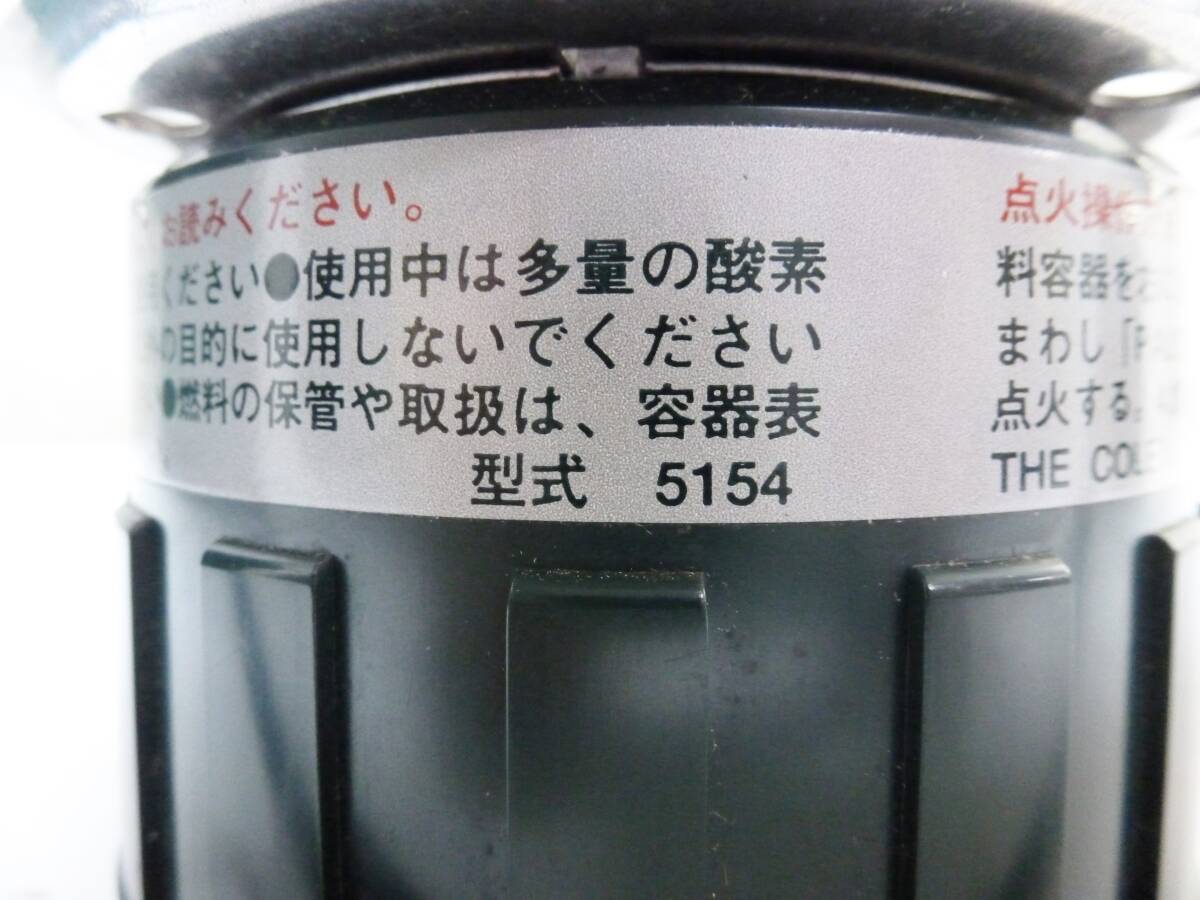 お読みください。
ください●使用中は多量の酸素
の目的に使用しないでください
●燃料の保管や取扱は、容器表
型式 5154
点火操
料容器を
まわし「
点火する。
THE